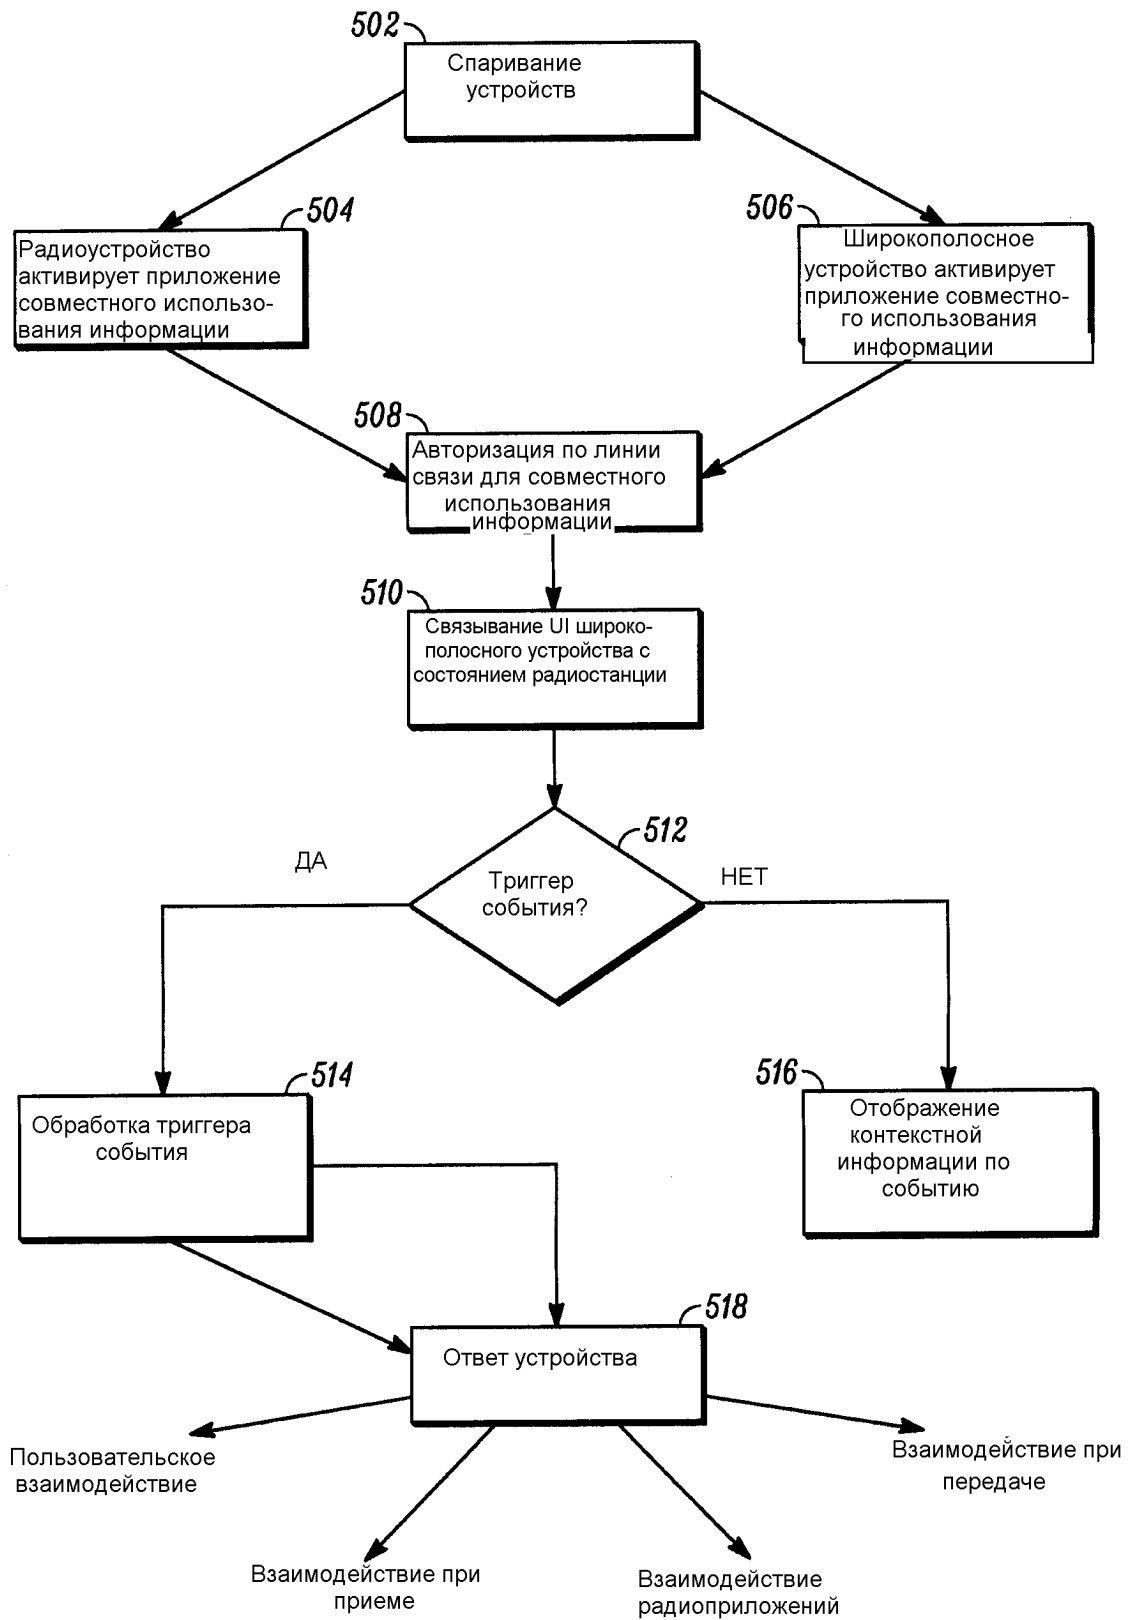 502
Спаривание
устройств
504
Радиоустройство
активирует приложение
совместного использо-
вания информации
506
Широкополосное
устройство активирует
приложение совместно-
го использования
информации
508
Авторизация по линии
связи для совместного
использования
информации
510
Связывание UI широко-
полосного устройства с
состоянием радиостанции
512
Триггер
события?
ДА
НЕТ
514
Обработка триггера
события
516
Отображение
контекстной
информации по
событию
518
Ответ устройства
Пользовательское
взаимодействие
Взаимодействие при
приеме
Взаимодействие
радиоприложений
Взаимодействие при
передаче